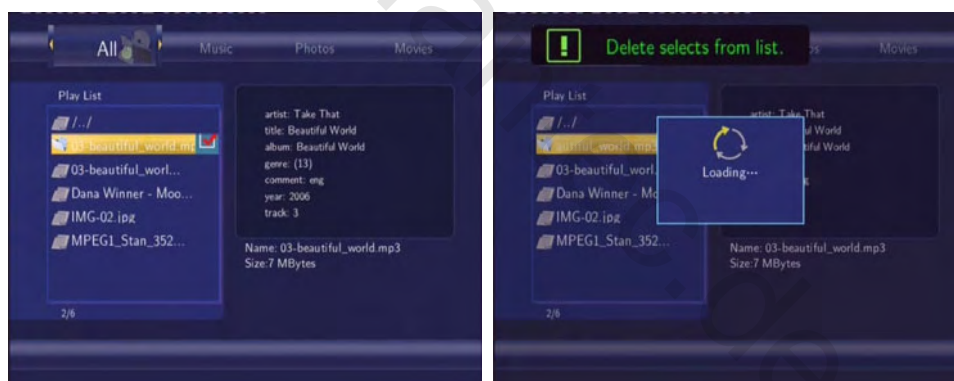 All
Music
Photos
Movies
Play List
/../
03-beautiful_world.mp
03-beautiful_worl...
Dana Winner - Moo...
IMG-02.jpg
MPEG1_Stan_352...
2/6
artist: Take That
title: Beautiful World
album: Beautiful World
genre: (13)
comment: eng
year: 2006
track: 3
Name: 03-beautiful_world.mp3
Size:7 MBytes
Delete selects from list.
Movies
Play List
/../
03-beautiful_worl.
Dana Winner - Mo
IMG-02.jpg
MPEG1_Stan_352...
2/6
Loading...
artist: Take That
Name: 03-beautiful_world.mp3
Size:7 MBytes